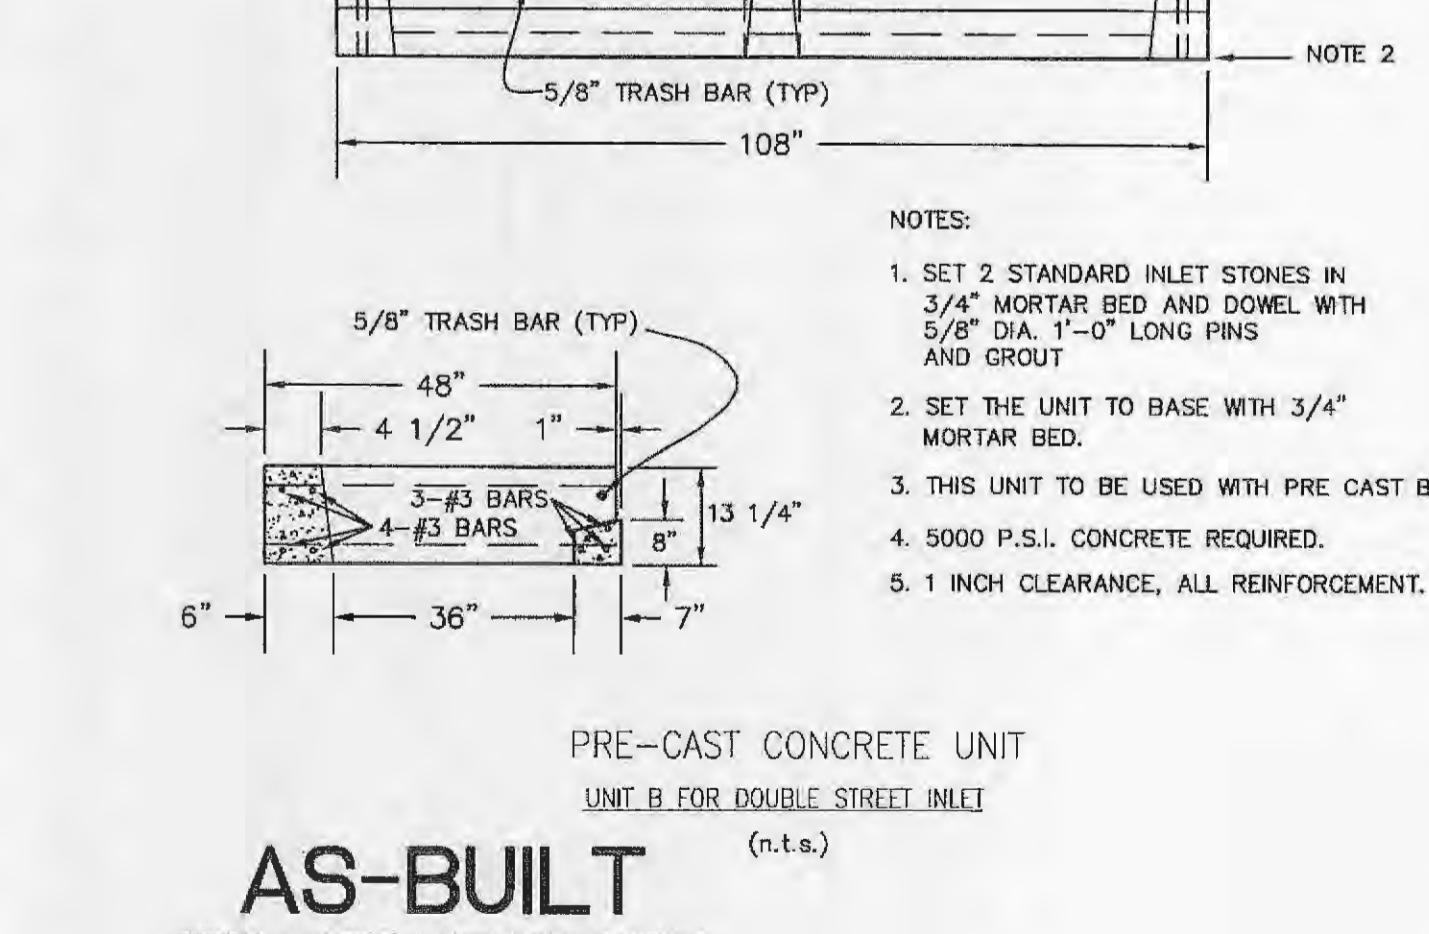 NOTE 2
5/8" TRASH BAR (TYP)
108"
NOTES:
1. SET 2 STANDARD INLET STONES IN
3/4" MORTAR BED AND DOWEL WITH
5/8" DIA. 1'-0" LONG PINS
AND GROUT
2. SET THE UNIT TO BASE WITH 3/4"
MORTAR BED.
3. THIS UNIT TO BE USED WITH PRE CAST B
4. 5000 P.S.I. CONCRETE REQUIRED.
5. 1 INCH CLEARANCE, ALL REINFORCEMENT.
5/8" TRASH BAR (TYP)
48"
4 1/2"
1"
3-#3 BARS
4-#3 BARS
13 1/4"
8"
6"
36"
7"
PRE-CAST CONCRETE UNIT
UNIT B FOR DOUBLE STREET INLET
(n.t.s.)
AS-BUILT